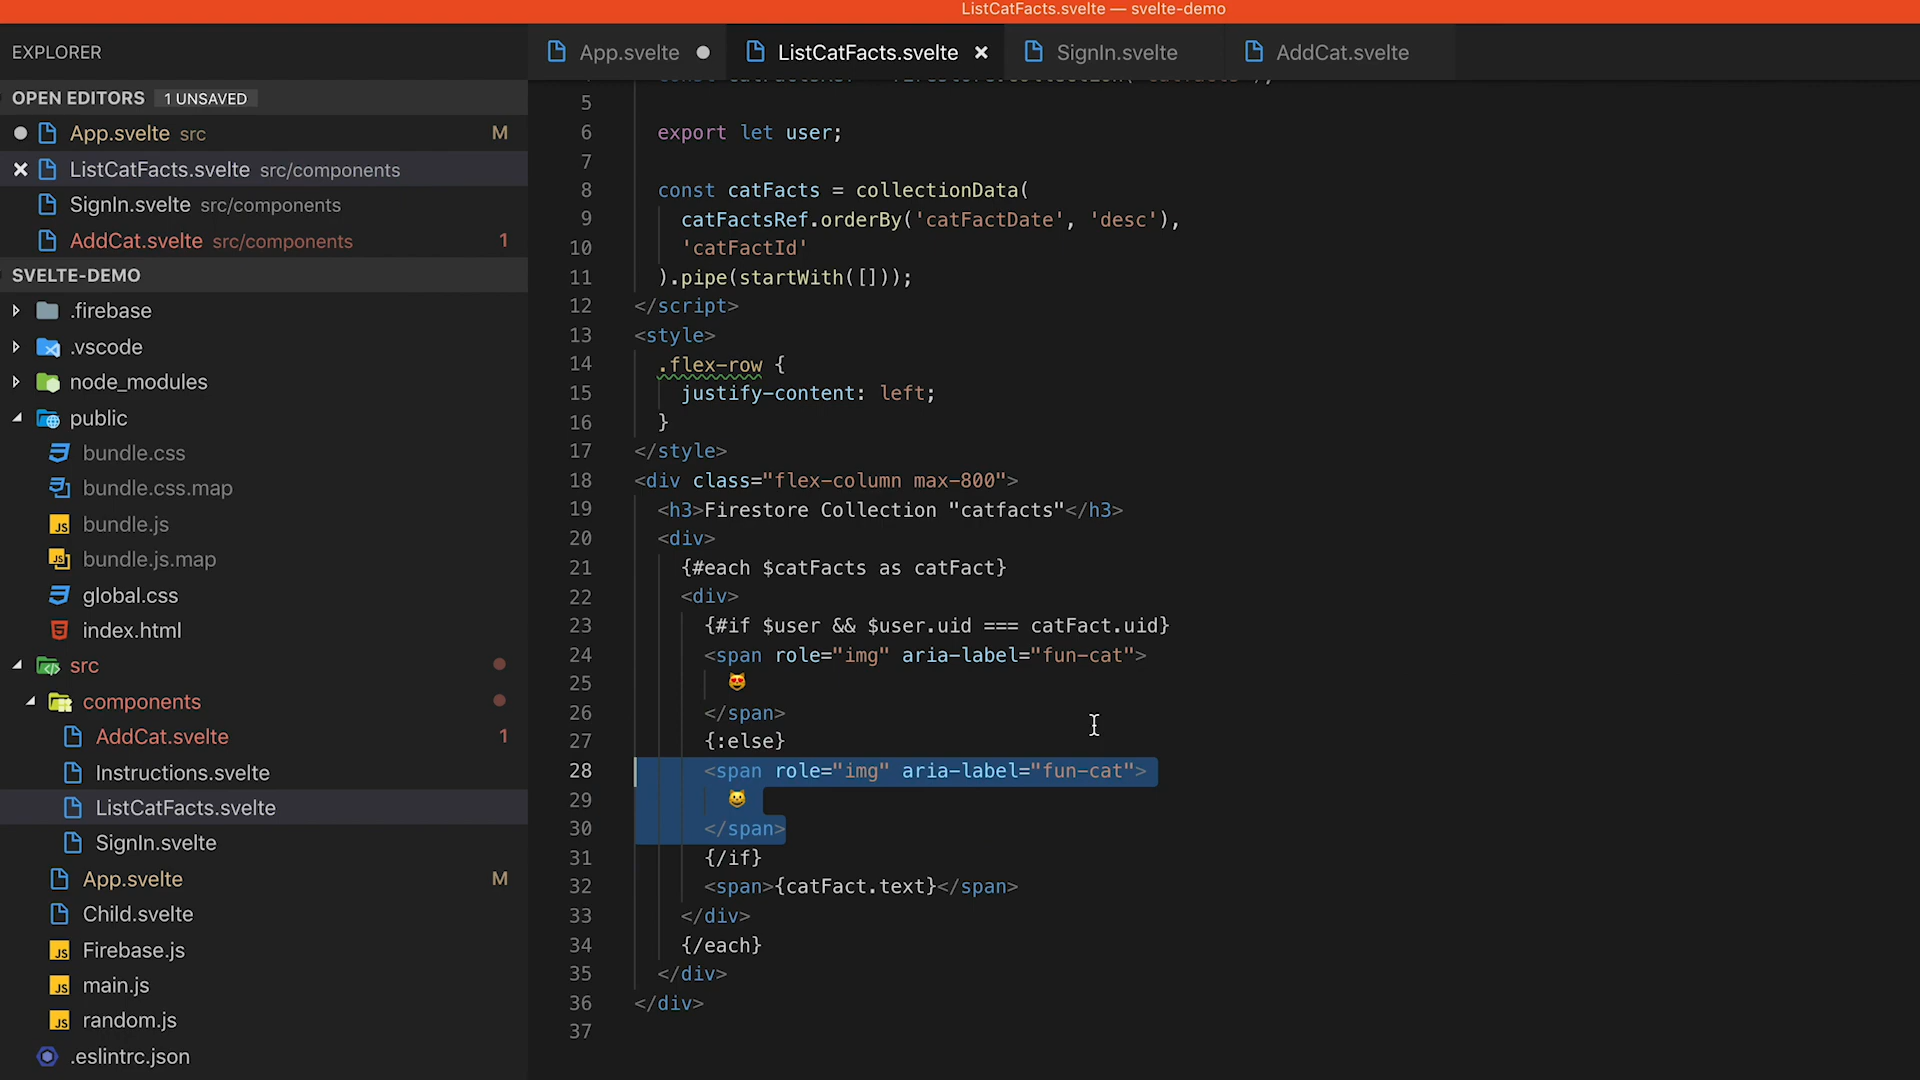 ListCatFacts.svelte — svelte-demo
EXPLORER
App.svelte
ListCatFacts.svelte
SignIn.svelte
AddCat.svelte
OPEN EDITORS 1 UNSAVED
App.svelte src M
ListCatFacts.svelte src/components
SignIn.svelte src/components
AddCat.svelte src/components 1
SVELTE-DEMO
.firebase
.vscode
node_modules
public
bundle.css
bundle.css.map
bundle.js
bundle.js.map
global.css
index.html
src
components
AddCat.svelte 1
Instructions.svelte
ListCatFacts.svelte
SignIn.svelte
App.svelte M
Child.svelte
Firebase.js
main.js
random.js
.eslintrc.json
5
6 export let user;
7
8 const catFacts = collectionData(
9 catFactsRef.orderBy('catFactDate', 'desc'),
10 'catFactId'
11 ).pipe(startWith([]));
12 </script>
13 <style>
14 .flex-row {
15 justify-content: left;
16 }
17 </style>
18 <div class="flex-column max-800">
19 <h3>Firestore Collection "catfacts"</h3>
20 <div>
21 {#each $catFacts as catFact}
22 <div>
23 {#if $user && $user.uid === catFact.uid}
24 <span role="img" aria-label="fun-cat">
25 😻
26 </span>
27 {:else}
28 <span role="img" aria-label="fun-cat">
29 😺
30 </span>
31 {/if}
32 <span>{catFact.text}</span>
33 </div>
34 {/each}
35 </div>
36 </div>
37